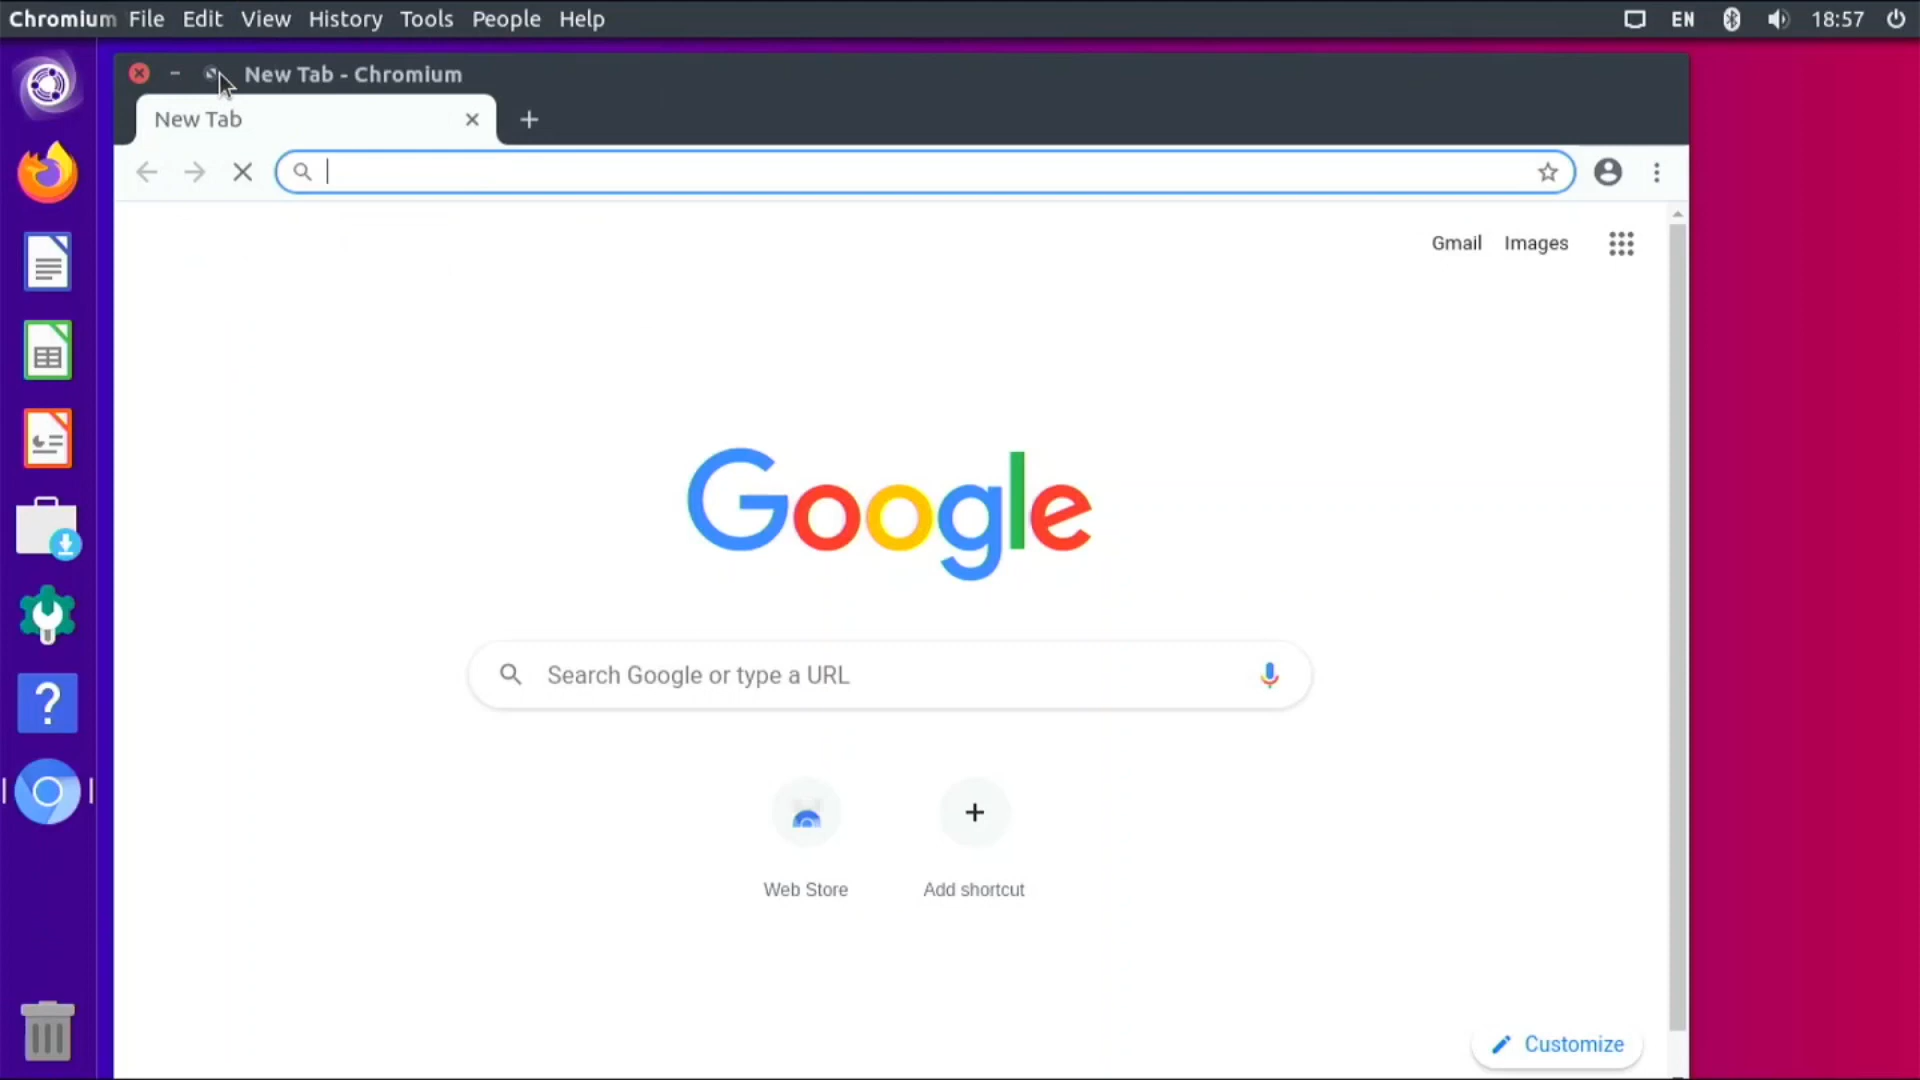 Chromium File Edit View History Tools People Help EN 18:57
New Tab - Chromium
New Tab
Gmail Images
Google
Search Google or type a URL
Web Store Add shortcut
Customize